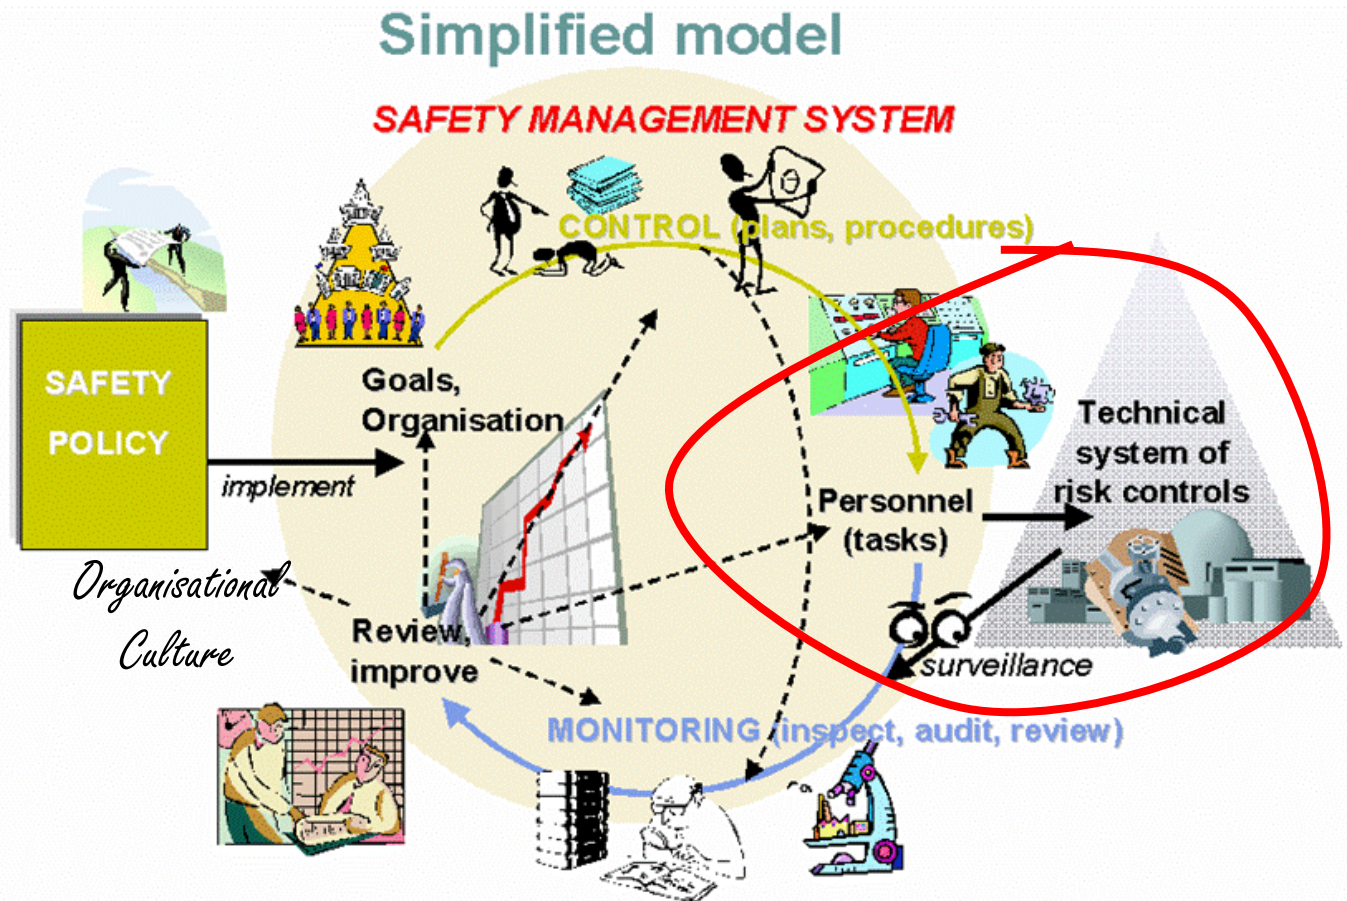 Simplified model
SAFETY MANAGEMENT SYSTEM
CONTROL (plans, procedures)
SAFETY
POLICY
implement
Goals,
Organisation
Personnel
(tasks)
Technical
system of
risk controls
surveillance
Organisational
Culture
Review,
improve
MONITORING (inspect, audit, review)